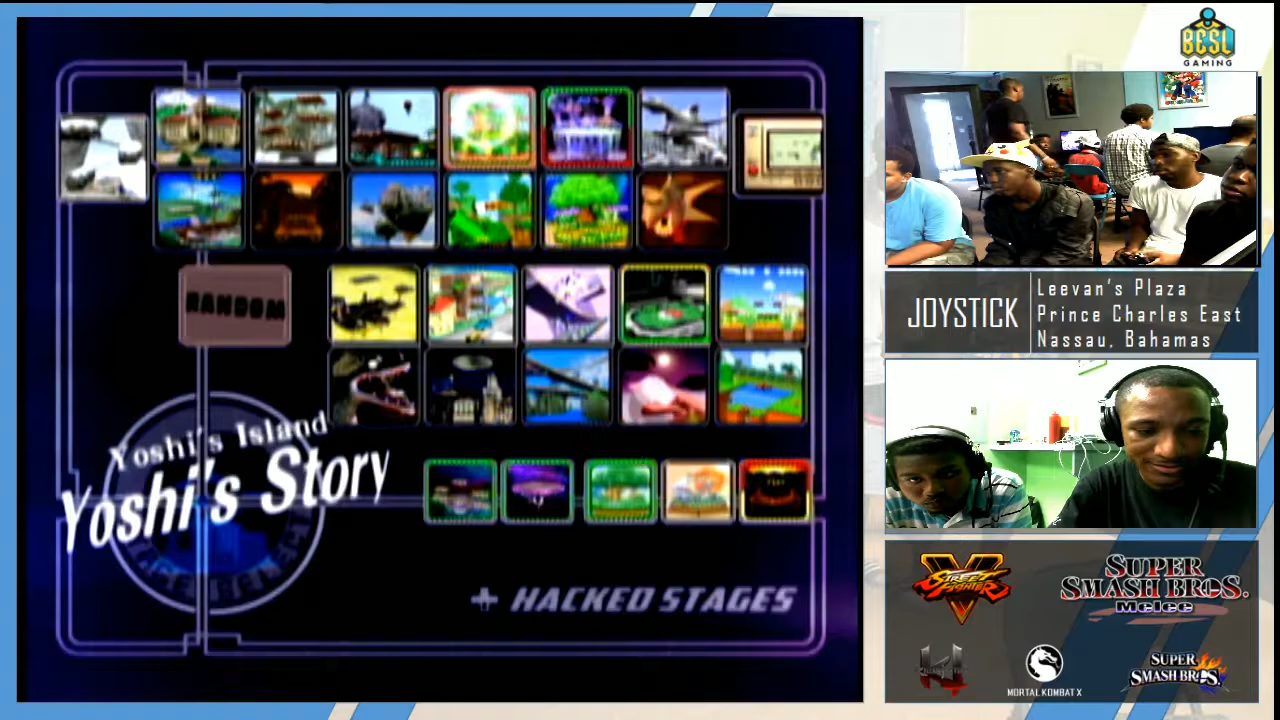 BESL
GAMING
RANDOM
Yoshi's Island
Yoshi's Story
+ HACKED STAGES
JOYSTICK
Leevan's Plaza
Prince Charles East
Nassau, Bahamas
STREET
FIGHTER
V
SUPER
SMASH BROS.
Melee
MORTAL KOMBAT X
SUPER
SMASH BROS.